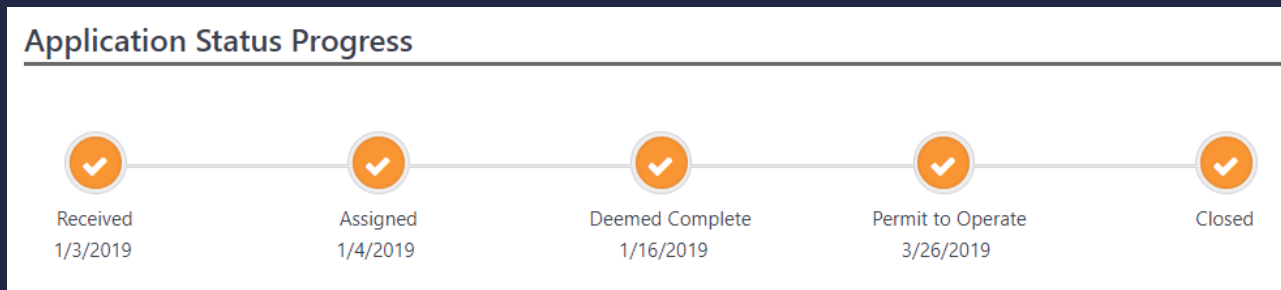 Application Status Progress
Received
1/3/2019
Assigned
1/4/2019
Deemed Complete
1/16/2019
Permit to Operate
3/26/2019
Closed